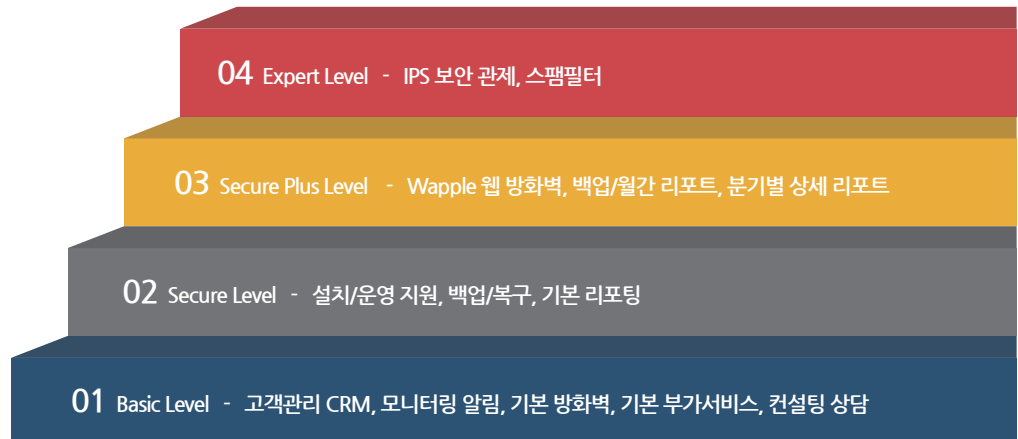 04 Expert Level - IPS 보안 관제, 스팸필터
03 Secure Plus Level - Wapple 웹 방화벽, 백업/월간 리포트, 분기별 상세 리포트
02 Secure Level - 설치/운영 지원, 백업/복구, 기본 리포팅
01 Basic Level - 고객관리 CRM, 모니터링 알림, 기본 방화벽, 기본 부가서비스, 컨설팅 상담